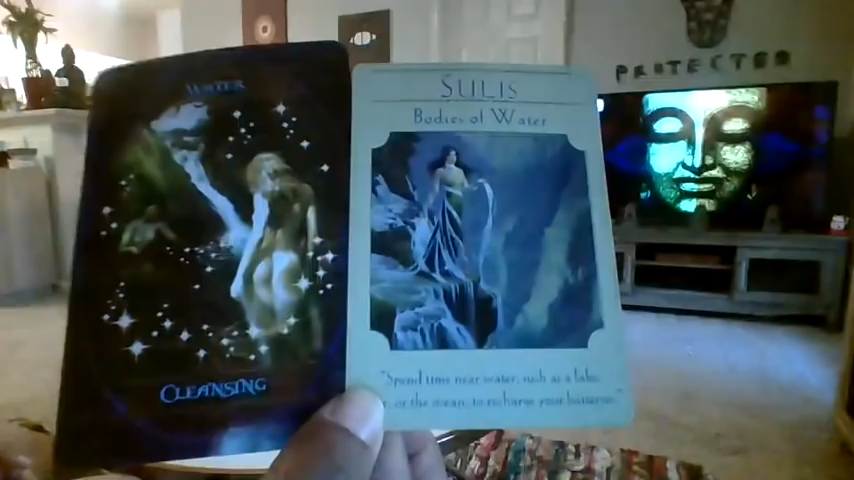 WATER
CLEANSING
SULIS
Bodies of Water
"Spend time near water, such as a lake,
or the ocean, to recharge your batteries."
PROTECTOR